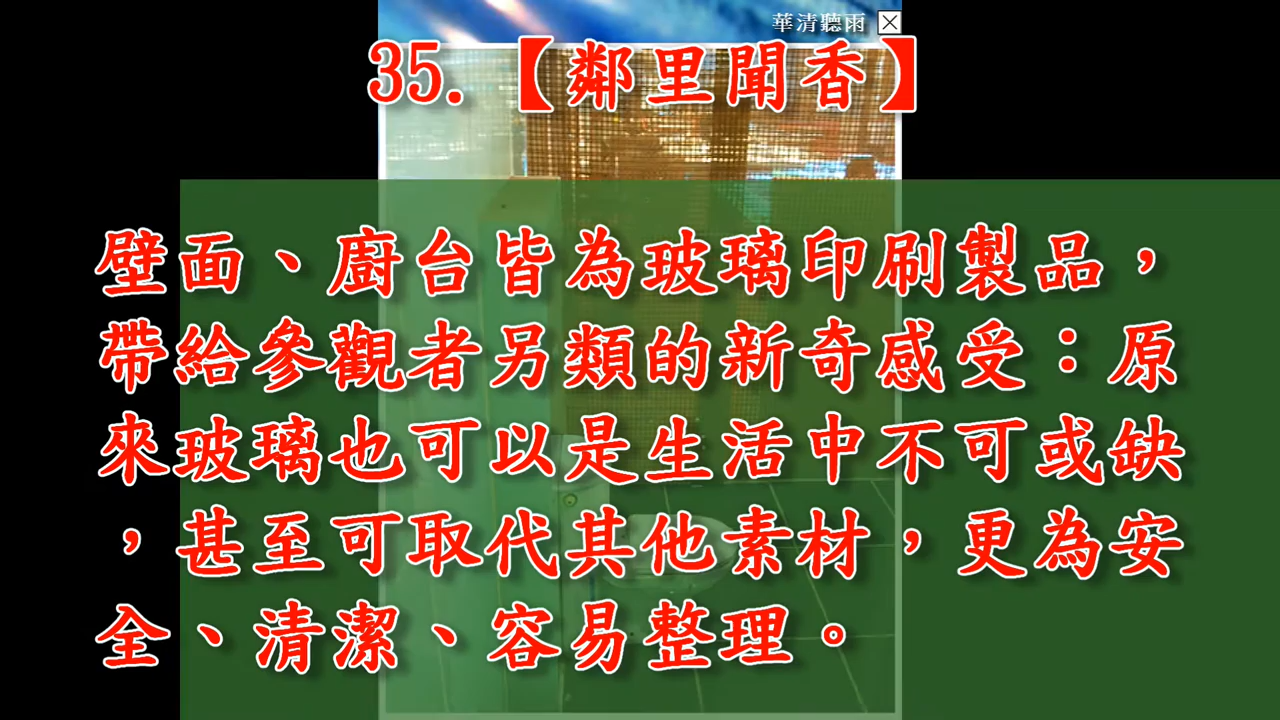 華清聽雨
35.【鄰里聞香】
壁面、廚台皆為玻璃印刷製品，
帶給參觀者另類的新奇感受：原
來玻璃也可以是生活中不可或缺
，甚至可取代其他素材，更為安
全、清潔、容易整理。